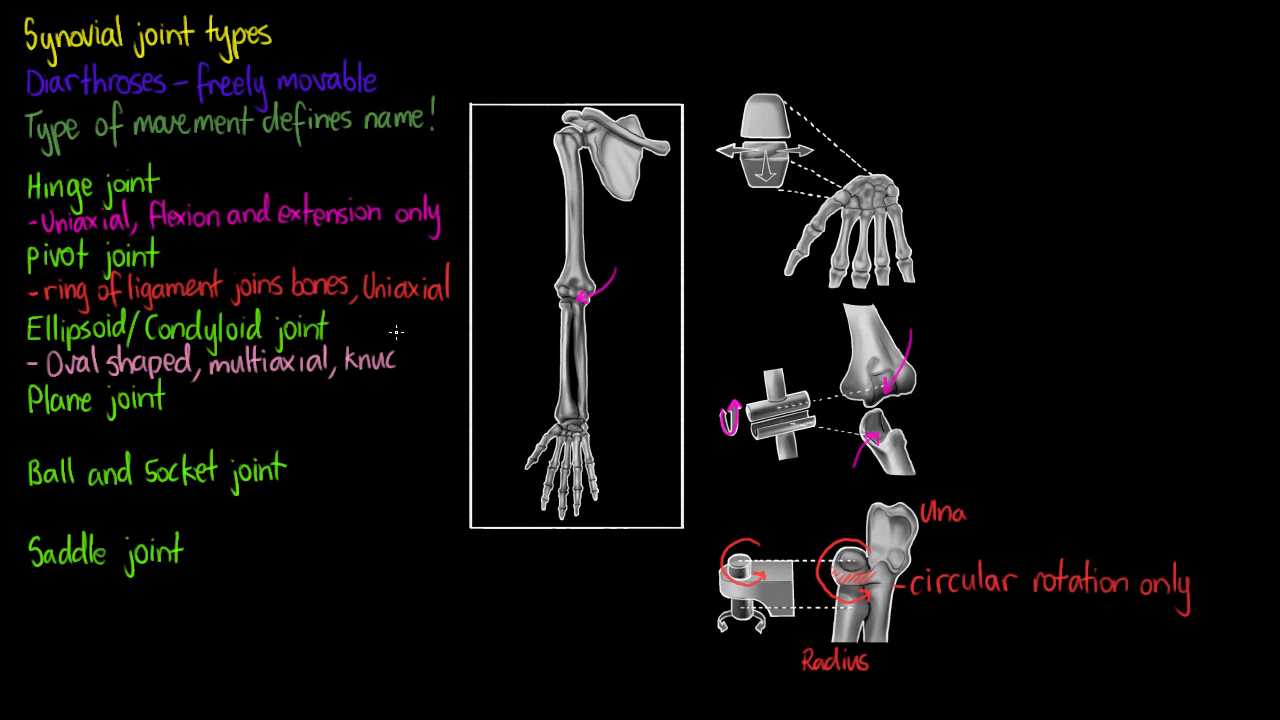 Synovial joint types
Diarthroses - freely movable
Type of movement defines name!
Hinge joint
- Uniaxial, flexion and extension only
Pivot joint
- ring of ligament joins bones, Uniaxial
Ellipsoid/Condyloid joint
- Oval shaped, multiaxial, knuc
Plane joint
Ball and Socket joint
Saddle joint
Ulna
- circular rotation only
Radius